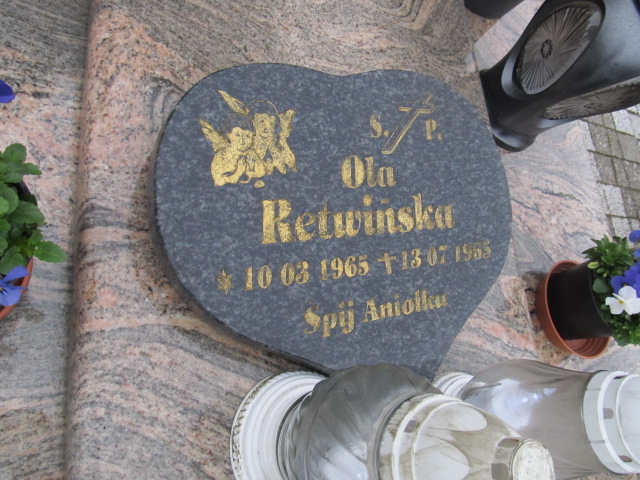 Ś. P.
Ola
Retwińska
* 10 03 1965 + 13 07 1965
Śpij Aniołku